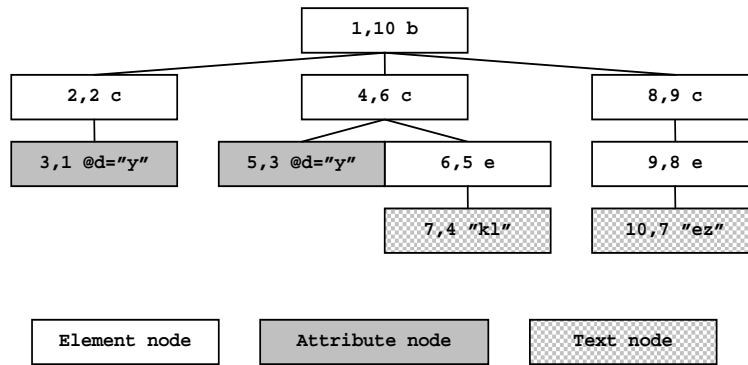 1,10 b
2,2 c 4,6 c 8,9 c
3,1 @d=″y″ 5,3 @d=″y″ 6,5 e 9,8 e
7,4 ″kl″ 10,7 ″ez″
Element node Attribute node Text node